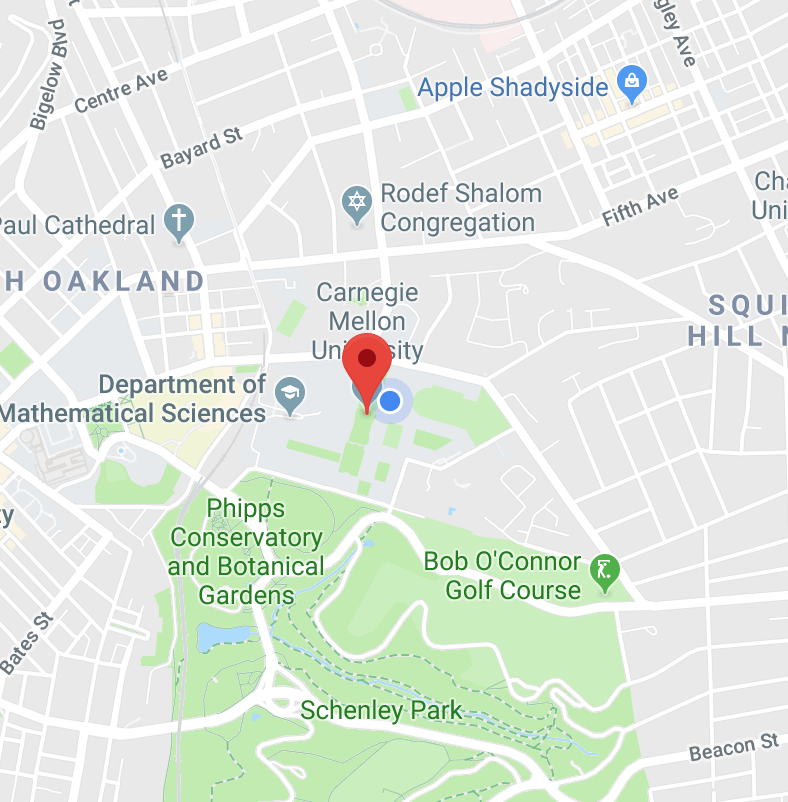 Bigelow Blvd
Centre Ave
Bayard St
Apple Shadyside
Rodef Shalom
Congregation
Fifth Ave
Paul Cathedral
H OAKLAND
Carnegie
Mellon
University
SQUI
HILL N
Department of
Mathematical Sciences
Phipps
Conservatory
and Botanical
Gardens
Bob O'Connor
Golf Course
Bates St
Schenley Park
Beacon St